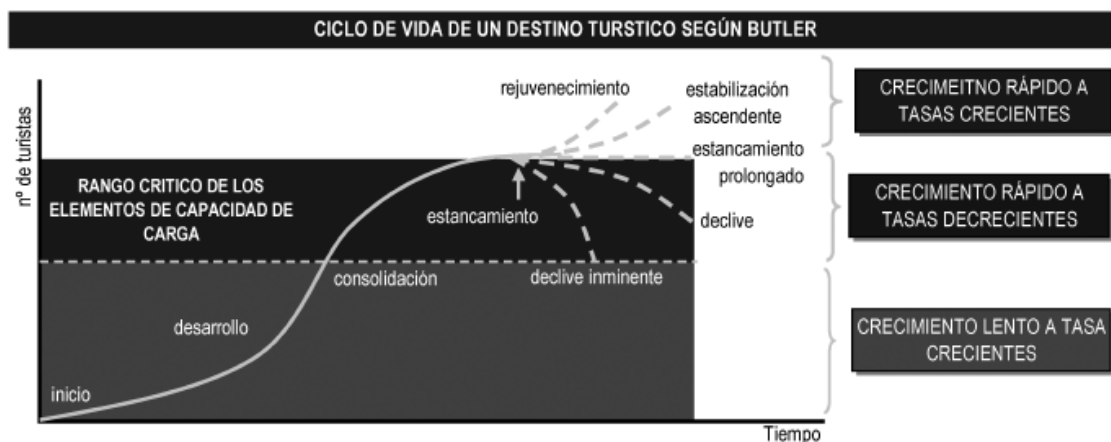 CICLO DE VIDA DE UN DESTINO TURSTICO SEGÚN BUTLER
nº de turistas
rejuvenecimiento
estabilización
ascendente
estancamiento
prolongado
RANGO CRITICO DE LOS
ELEMENTOS DE CAPACIDAD DE
CARGA
estancamiento
declive
consolidación
declive inminente
desarrollo
inicio
Tiempo
CRECIMEITNO RÁPIDO A
TASAS CRECIENTES
CRECIMIENTO RÁPIDO A
TASAS DECRECIENTES
CRECIMIENTO LENTO A TASA
CRECIENTES